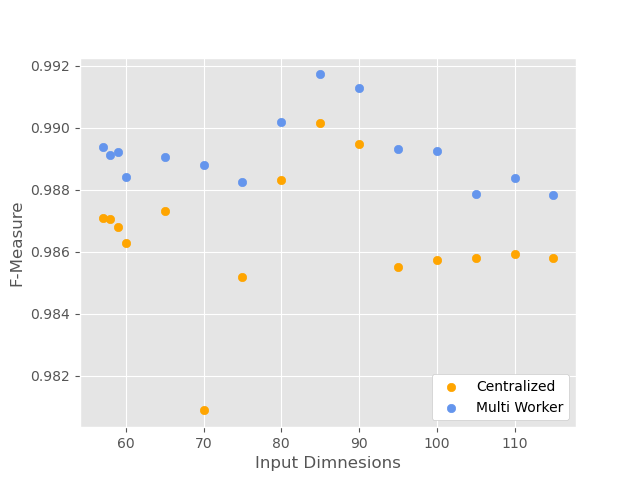 0.992
0.990
0.988
0.986
0.984
0.982
F-Measure
60 70 80 90 100 110
Input Dimnesions
Centralized
Multi Worker